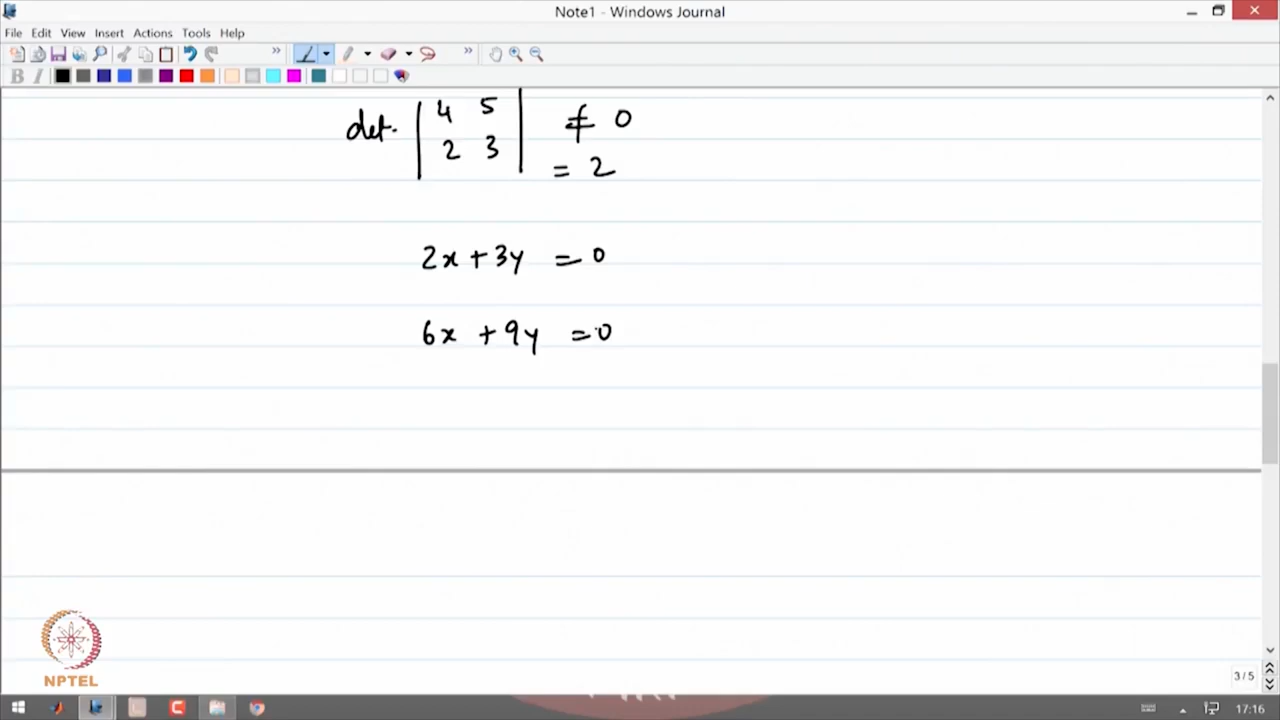 Note1 - Windows Journal
File Edit View Insert Actions Tools Help
B I
det. | 4 5 | ≠ 0
| 2 3 | = 2
2x + 3y = 0
6x + 9y = 0
NPTEL
3 / 5
17:16